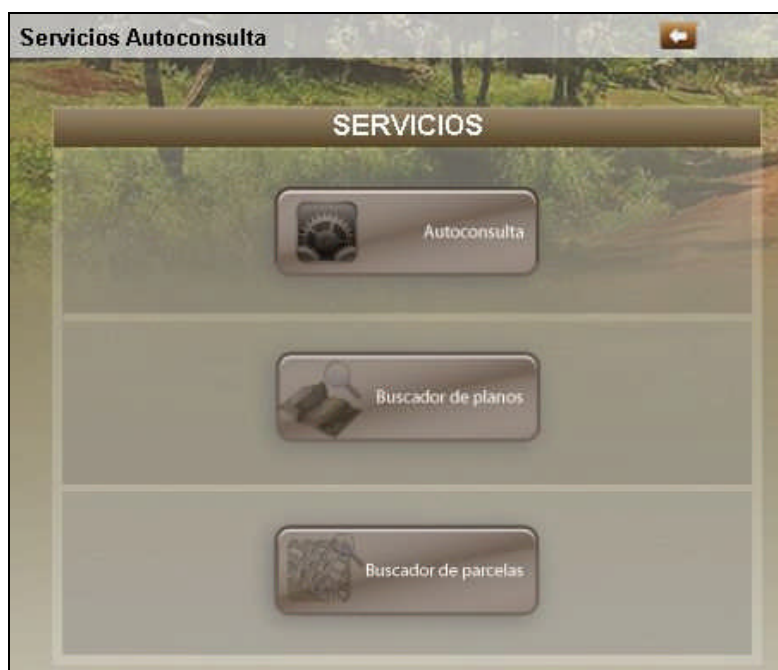 Servicios Autoconsulta
SERVICIOS
Autoconsulta
Buscador de planos
Buscador de parcelas